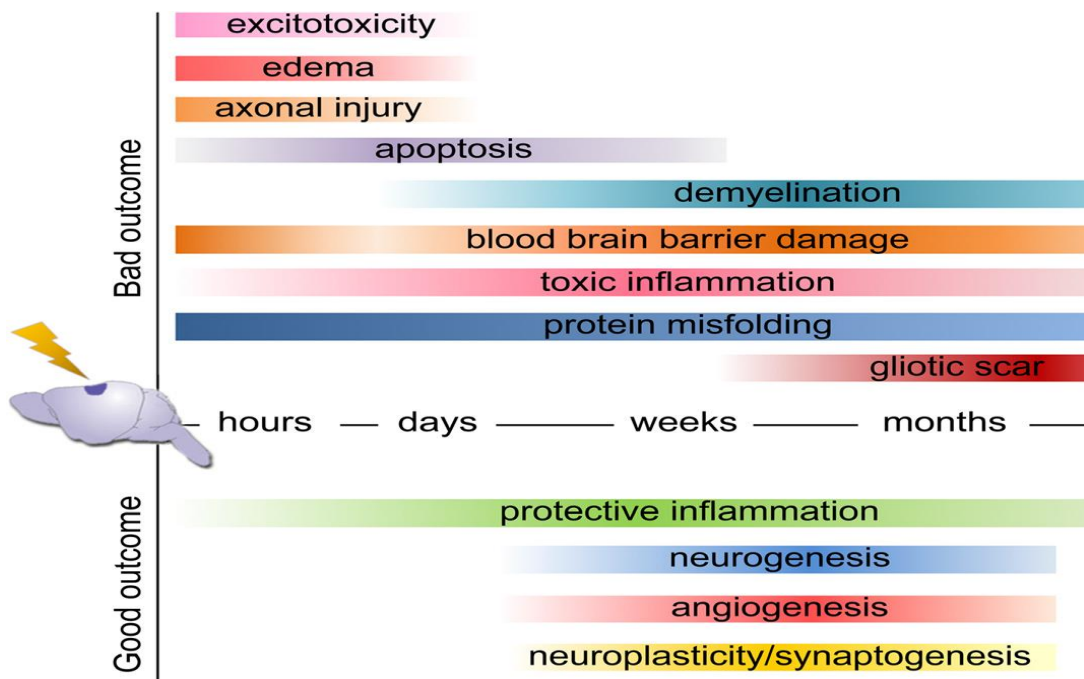 excitotoxicity
edema
axonal injury
apoptosis
demyelination
blood brain barrier damage
toxic inflammation
protein misfolding
gliotic scar
Bad outcome
hours
days
weeks
months
protective inflammation
neurogenesis
angiogenesis
neuroplasticity/synaptogenesis
Good outcome